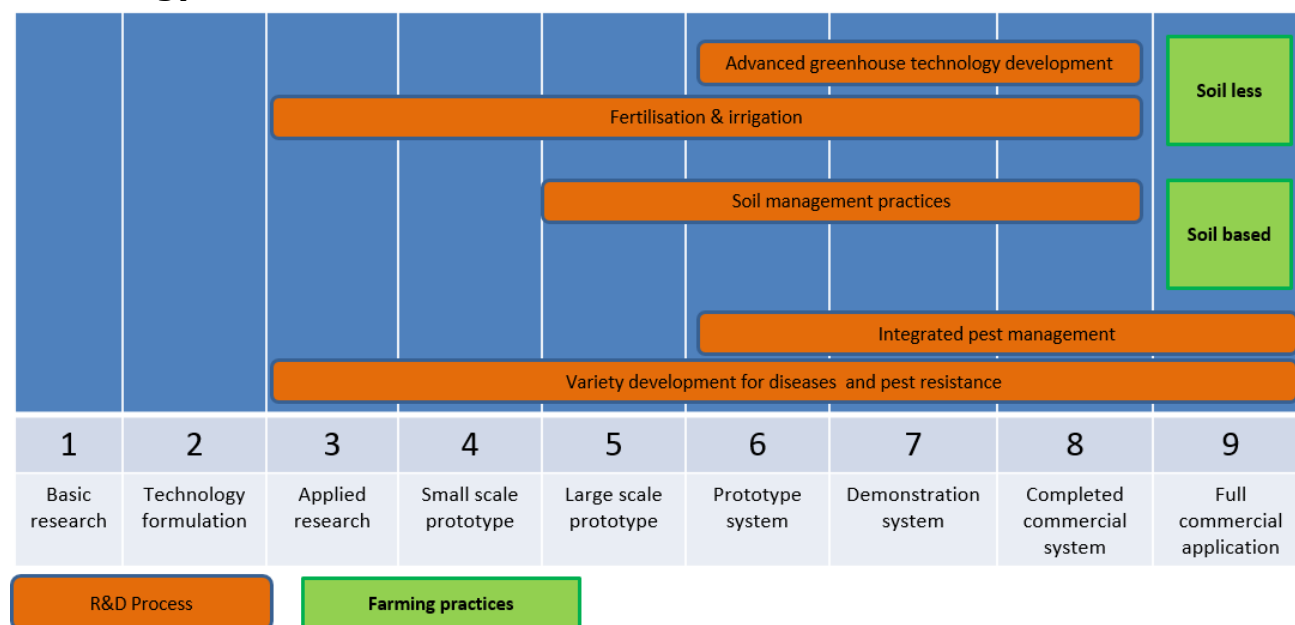 Advanced greenhouse technology development
Soil less
Fertilisation & irrigation
Soil management practices
Soil based
Integrated pest management
Variety development for diseases and pest resistance
1 2 3 4 5 6 7 8 9
Basic research
Technology formulation
Applied research
Small scale prototype
Large scale prototype
Prototype system
Demonstration system
Completed commercial system
Full commercial application
R&D Process
Farming practices